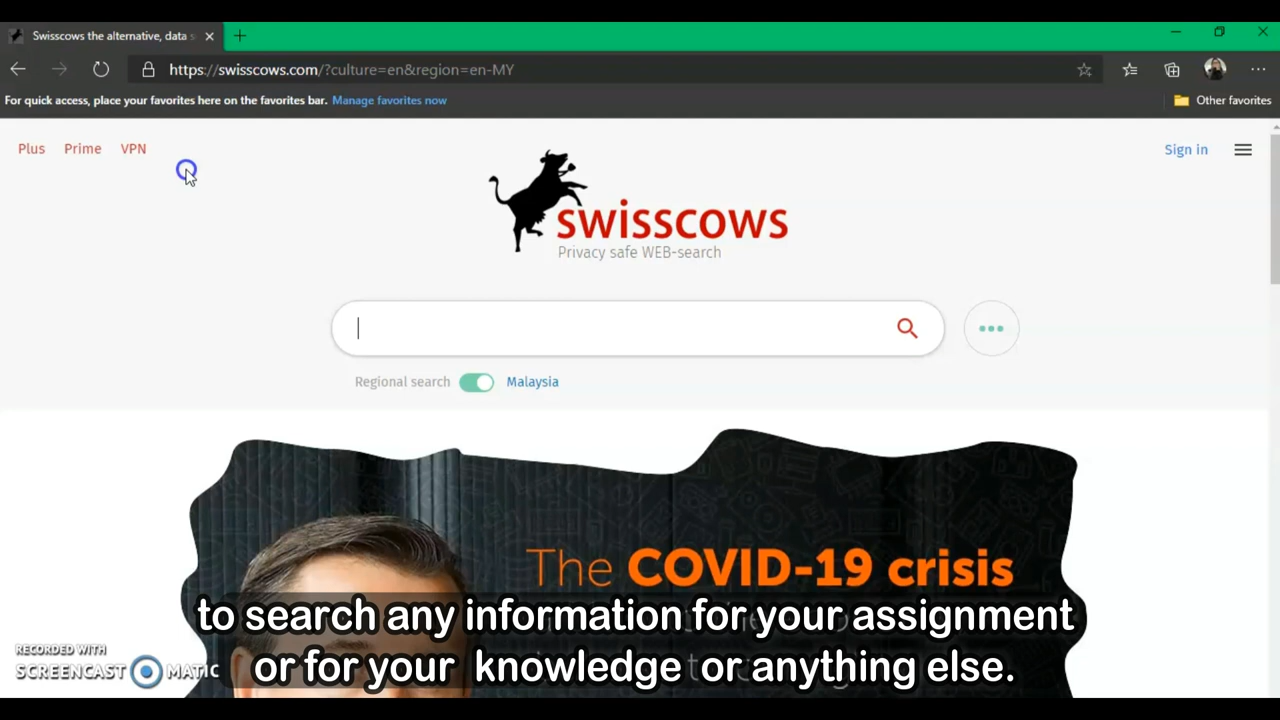 Swisscows the alternative, data s
https://swisscows.com/?culture=en&region=en-MY
For quick access, place your favorites here on the favorites bar. Manage favorites now
Other favorites
Plus Prime VPN
Sign in
swisscows
Privacy safe WEB-search
Regional search Malaysia
The COVID-19 crisis
to search any information for your assignment
or for your knowledge or anything else.
RECORDED WITH
SCREENCAST MATIC